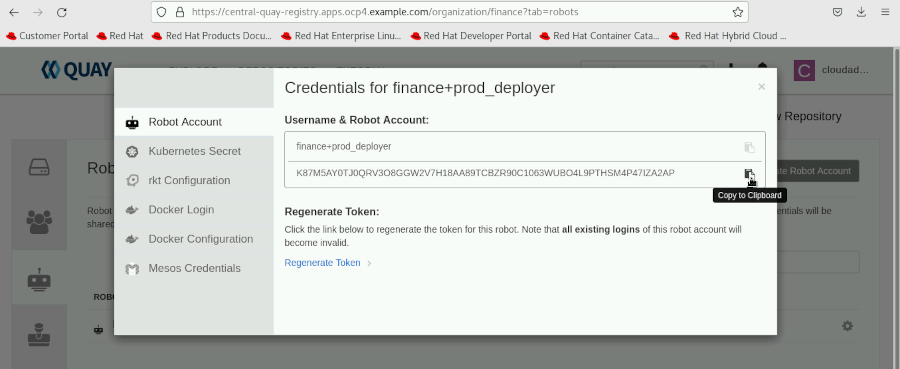 https://central-quay-registry.apps.ocp4.example.com/organization/finance?tab=robots
Customer Portal Red Hat Red Hat Products Docu... Red Hat Enterprise Linu... Red Hat Developer Portal Red Hat Container Cata... Red Hat Hybrid Cloud ...
QUAY C cloudad...
Credentials for finance+prod_deployer ×
Repository
Robot Account
Username & Robot Account:
Kubernetes Secret
finance+prod_deployer
rkt Configuration
K87M5AY0TJ0QRV3O8GGW2V7H18AA89TCBZR90C1063WUBO4L9PTHSM4P47IZA2AP
Robot Account
Copy to Clipboard
Docker Login
Regenerate Token:
Docker Configuration
Click the link below to regenerate the token for this robot. Note that all existing logins of this robot account will
become invalid.
Mesos Credentials
Regenerate Token
Robot
entials will be
shared